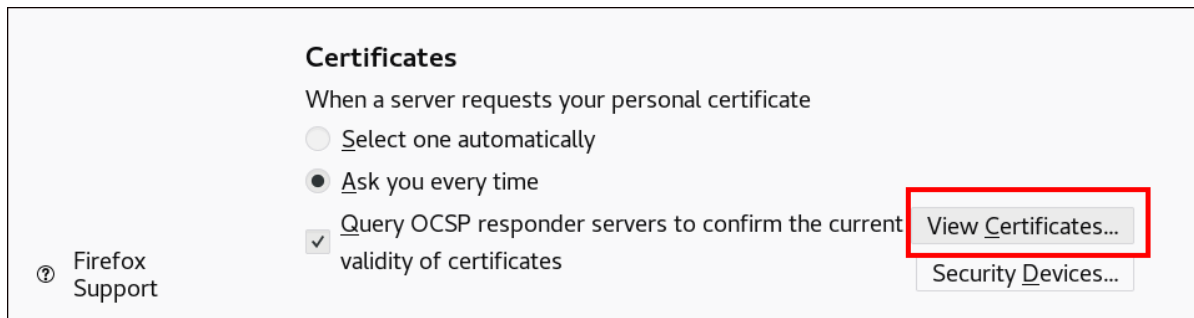 Certificates
When a server requests your personal certificate
Select one automatically
Ask you every time
Query OCSP responder servers to confirm the current
validity of certificates
View Certificates...
Security Devices...
Firefox
Support